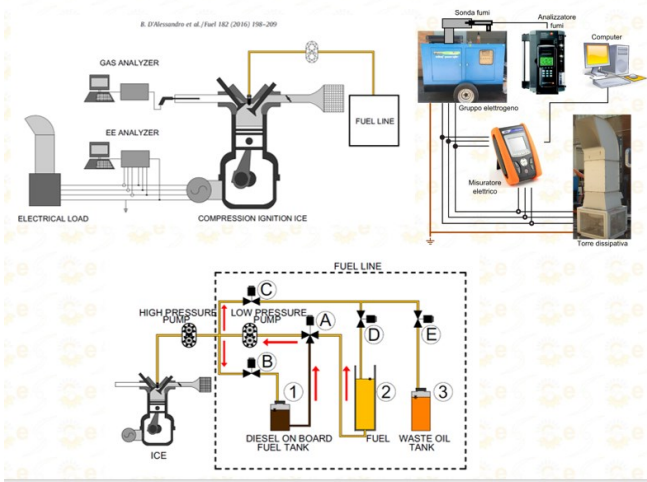 B. D'Alessandro et al. / Fuel 182 (2016) 198–209
GAS ANALYZER
EE ANALYZER
FUEL LINE
ELECTRICAL LOAD
COMPRESSION IGNITION ICE
Sonda fumi
Analizzatore
fumi
Computer
Gruppo elettrogeno
Misuratore
elettrico
Torre dissipativa
FUEL LINE
HIGH PRESSURE
PUMP
LOW PRESSURE
PUMP
C
A
D
E
B
1
2
3
DIESEL ON BOARD
FUEL TANK
FUEL
WASTE OIL
TANK
ICE